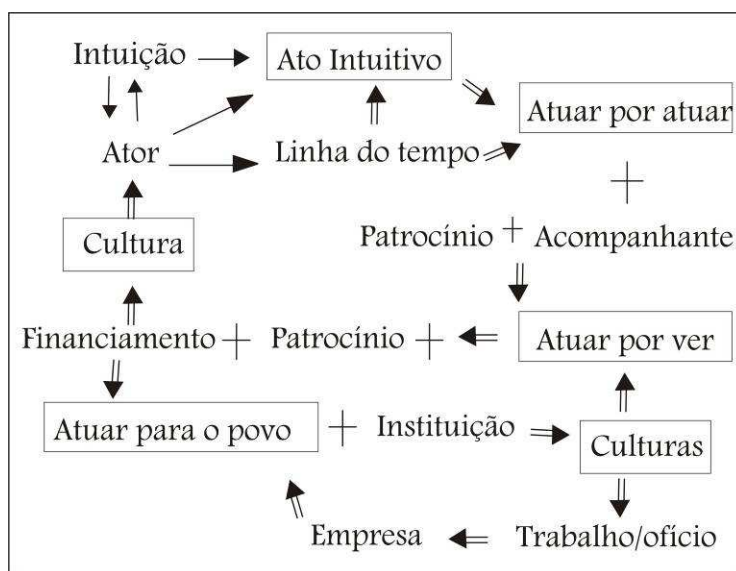 Intuição
Ato Intuitivo
Atuar por atuar
Ator
Linha do tempo
+
Cultura
Patrocínio + Acompanhante
Financiamento + Patrocínio +
Atuar por ver
Atuar para o povo + Instituição
Culturas
Empresa
Trabalho/ofício